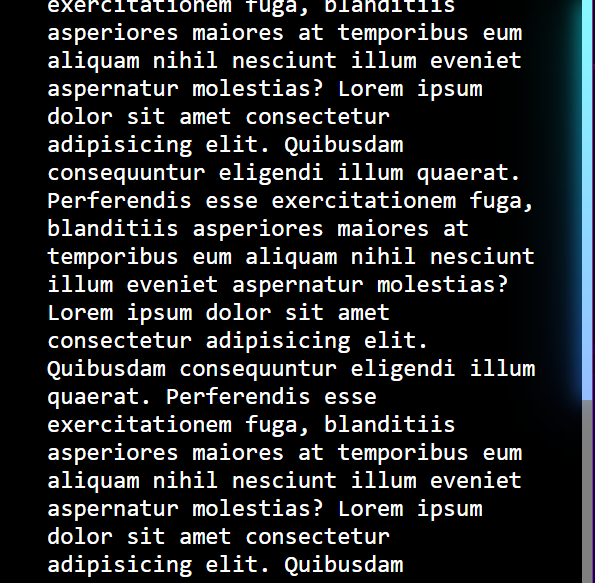 exercitationem fuga, blanditiis
asperiores maiores at temporibus eum
aliquam nihil nesciunt illum eveniet
aspernatur molestias? Lorem ipsum
dolor sit amet consectetur
adipisicing elit. Quibusdam
consequuntur eligendi illum quaerat.
Perferendis esse exercitationem fuga,
blanditiis asperiores maiores at
temporibus eum aliquam nihil nesciunt
illum eveniet aspernatur molestias?
Lorem ipsum dolor sit amet
consectetur adipisicing elit.
Quibusdam consequuntur eligendi illum
quaerat. Perferendis esse
exercitationem fuga, blanditiis
asperiores maiores at temporibus eum
aliquam nihil nesciunt illum eveniet
aspernatur molestias? Lorem ipsum
dolor sit amet consectetur
adipisicing elit. Quibusdam